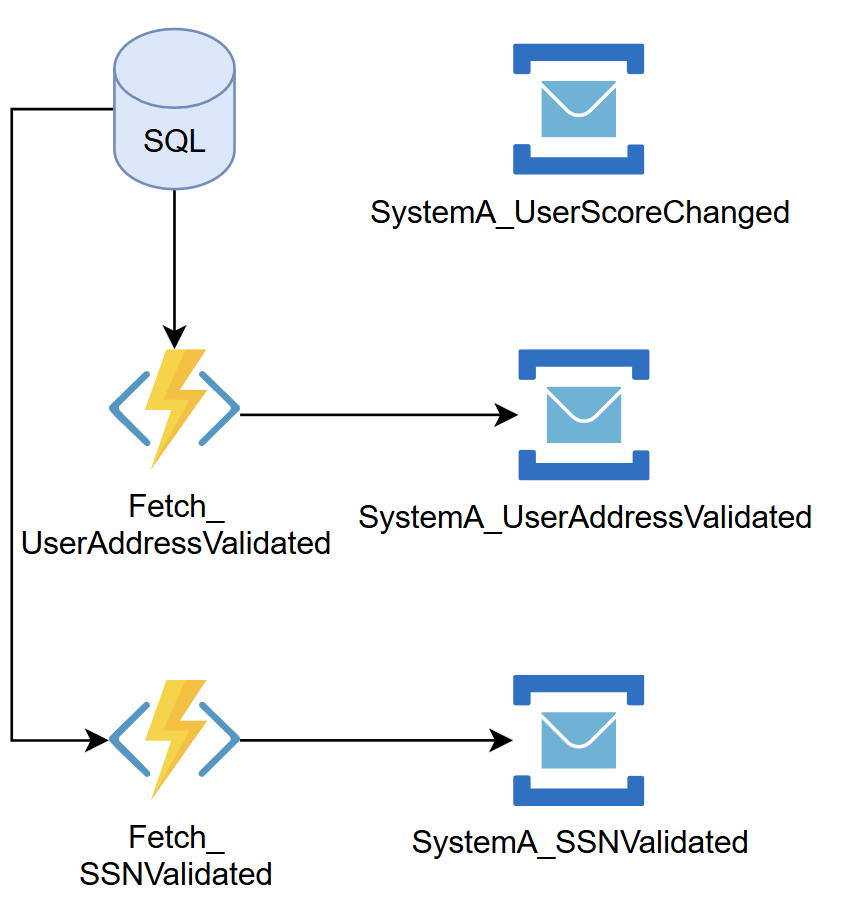 SQL
SystemA_UserScoreChanged
Fetch_
UserAddressValidated
SystemA_UserAddressValidated
Fetch_
SSNValidated
SystemA_SSNValidated